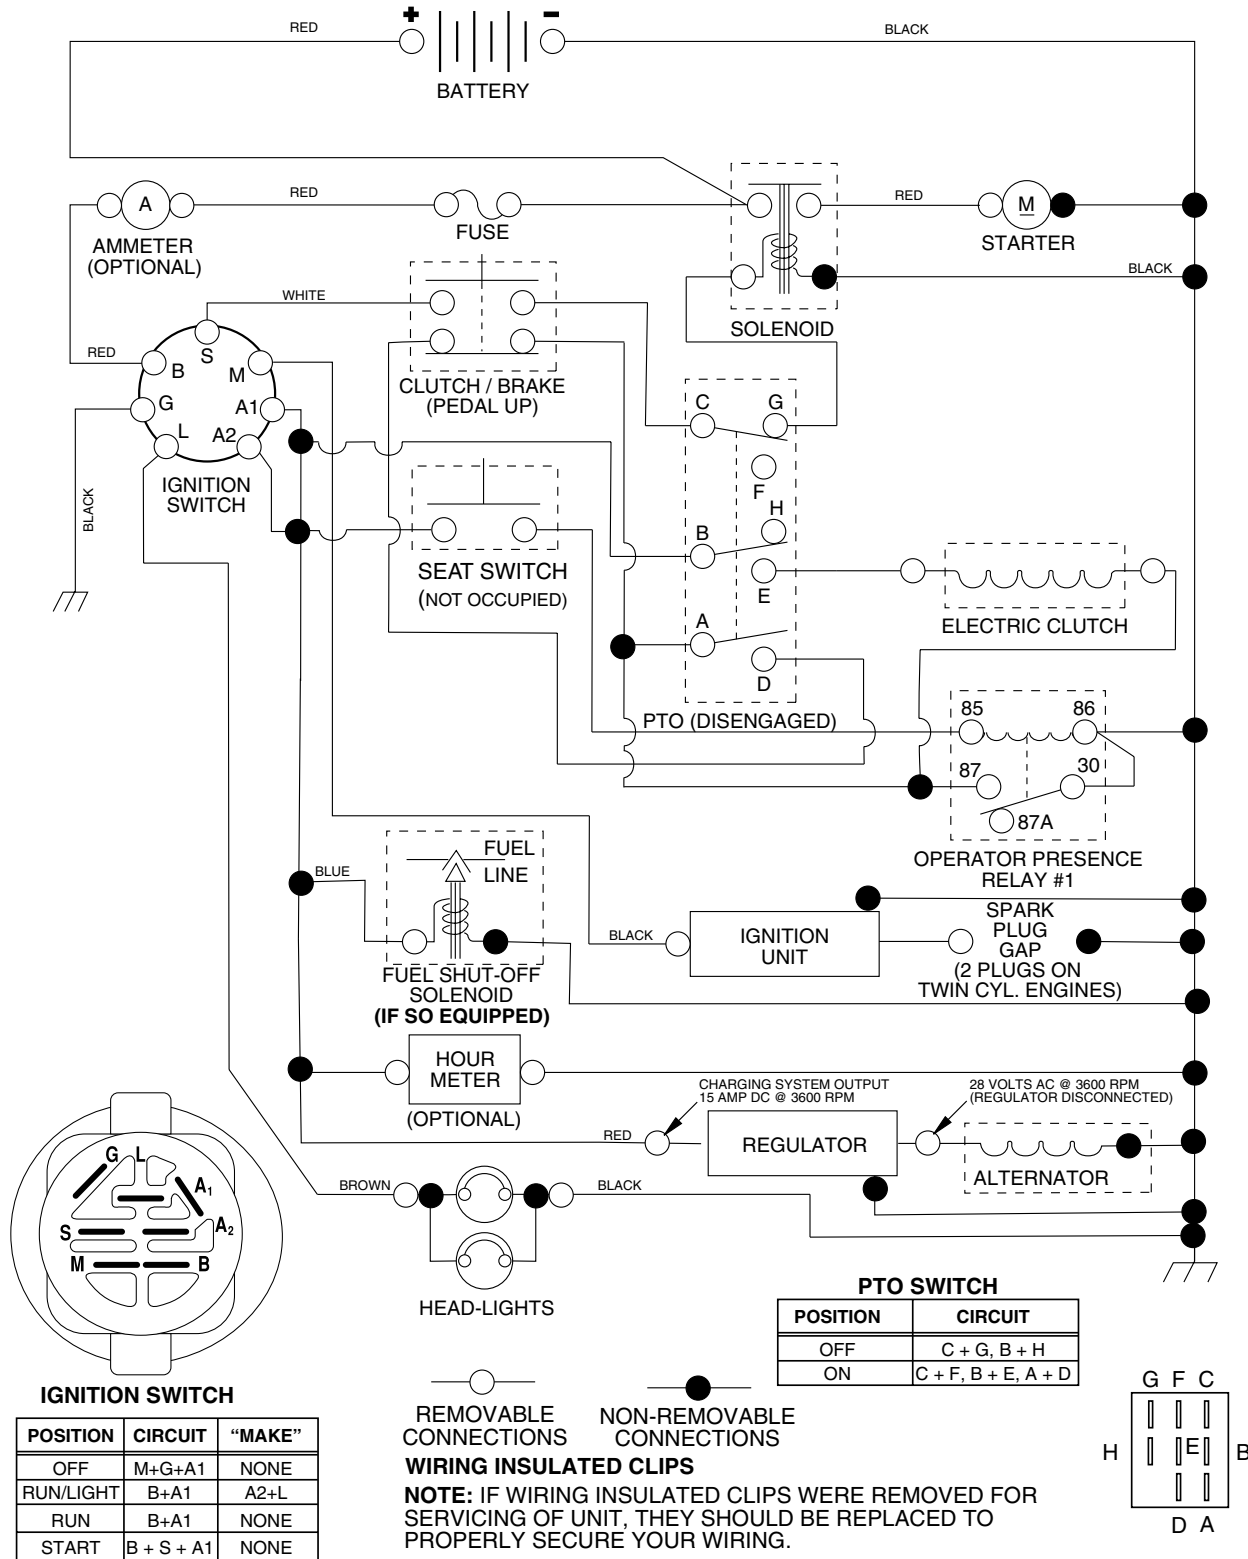 RED
+
−
BLACK
BATTERY
A
RED
AMMETER
(OPTIONAL)
FUSE
RED
M
STARTER
BLACK
SOLENOID
WHITE
S
RED
B
M
G
A1
L
A2
IGNITION
SWITCH
BLACK
CLUTCH / BRAKE
(PEDAL UP)
C
G
F
H
B
E
A
D
PTO (DISENGAGED)
SEAT SWITCH
(NOT OCCUPIED)
ELECTRIC CLUTCH
85
86
87
30
87A
OPERATOR PRESENCE
RELAY #1
BLUE
FUEL
LINE
FUEL SHUT-OFF
SOLENOID
(IF SO EQUIPPED)
BLACK
IGNITION
UNIT
SPARK
PLUG
GAP
(2 PLUGS ON
TWIN CYL. ENGINES)
HOUR
METER
(OPTIONAL)
CHARGING SYSTEM OUTPUT
15 AMP DC @ 3600 RPM
28 VOLTS AC @ 3600 RPM
(REGULATOR DISCONNECTED)
RED
REGULATOR
ALTERNATOR
BROWN
BLACK
HEAD-LIGHTS
G L
A1
S
A2
M
B
IGNITION SWITCH
POSITION CIRCUIT “MAKE”
OFF M+G+A1 NONE
RUN/LIGHT B+A1 A2+L
RUN B+A1 NONE
START B + S + A1 NONE
PTO SWITCH
POSITION CIRCUIT
OFF C + G, B + H
ON C + F, B + E, A + D
REMOVABLE
CONNECTIONS
NON-REMOVABLE
CONNECTIONS
WIRING INSULATED CLIPS
NOTE: IF WIRING INSULATED CLIPS WERE REMOVED FOR
SERVICING OF UNIT, THEY SHOULD BE REPLACED TO
PROPERLY SECURE YOUR WIRING.
G F C
H E B
D A